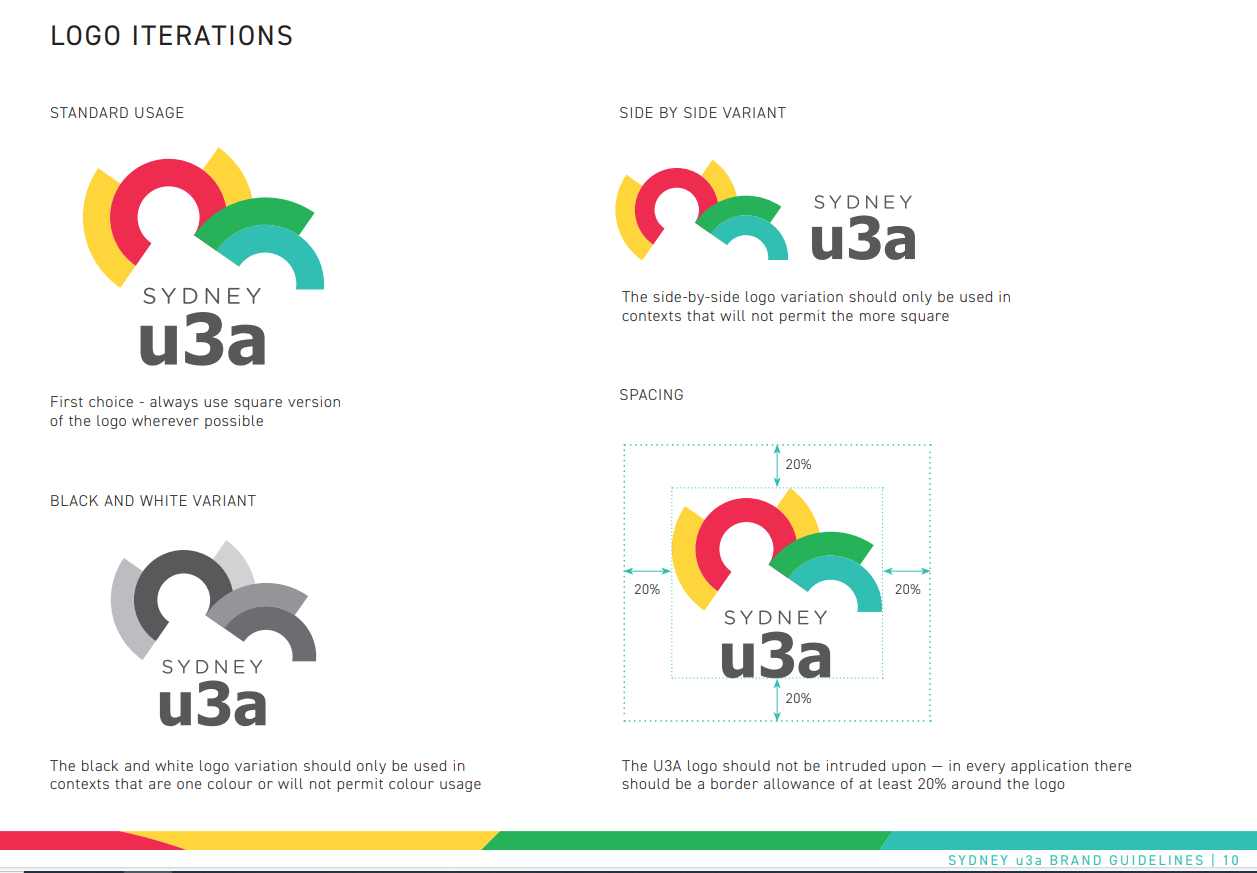 LOGO ITERATIONS
STANDARD USAGE
SYDNEY
u3a
First choice - always use square version
of the logo wherever possible
BLACK AND WHITE VARIANT
SYDNEY
u3a
The black and white logo variation should only be used in
contexts that are one colour or will not permit colour usage
SIDE BY SIDE VARIANT
SYDNEY
u3a
The side-by-side logo variation should only be used in
contexts that will not permit the more square
SPACING
20%
20%
20%
SYDNEY
u3a
20%
The U3A logo should not be intruded upon — in every application there
should be a border allowance of at least 20% around the logo
SYDNEY u3a BRAND GUIDELINES | 10